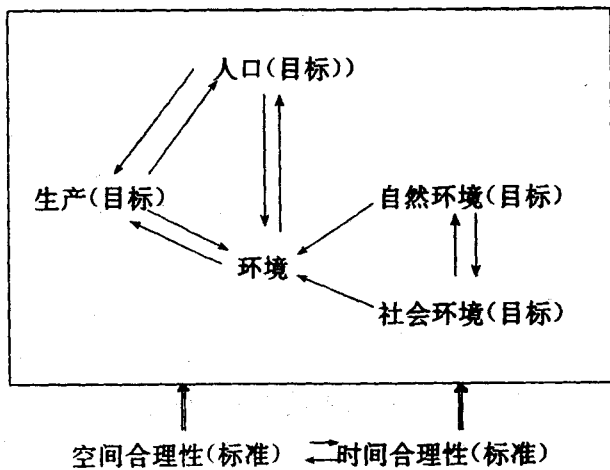 人口(目标))
生产(目标)
自然环境(目标)
环境
社会环境(目标)
空间合理性(标准)
时间合理性(标准)